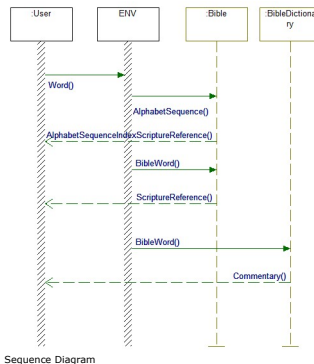 :User
ENV
:Bible
:BibleDictiona
ry
Word()
AlphabetSequence()
AlphabetSequenceIndexScriptureReference()
BibleWord()
ScriptureReference()
BibleWord()
Commentary()
Sequence Diagram